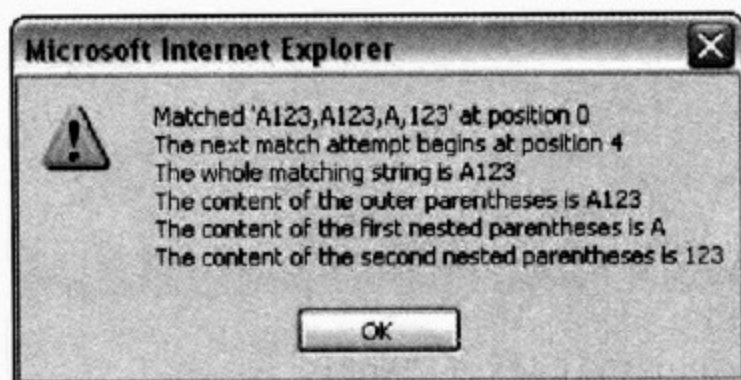 Microsoft Internet Explorer
Matched 'A123,A123,A,123' at position 0
The next match attempt begins at position 4
The whole matching string is A123
The content of the outer parentheses is A123
The content of the first nested parentheses is A
The content of the second nested parentheses is 123
OK